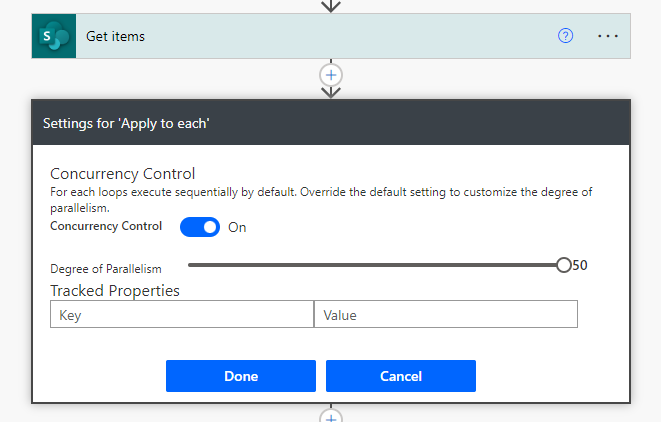 S
Get items
?
Settings for 'Apply to each'
Concurrency Control
For each loops execute sequentially by default. Override the default setting to customize the degree of
parallelism.
Concurrency Control
On
Degree of Parallelism
50
Tracked Properties
Key
Value
Done
Cancel